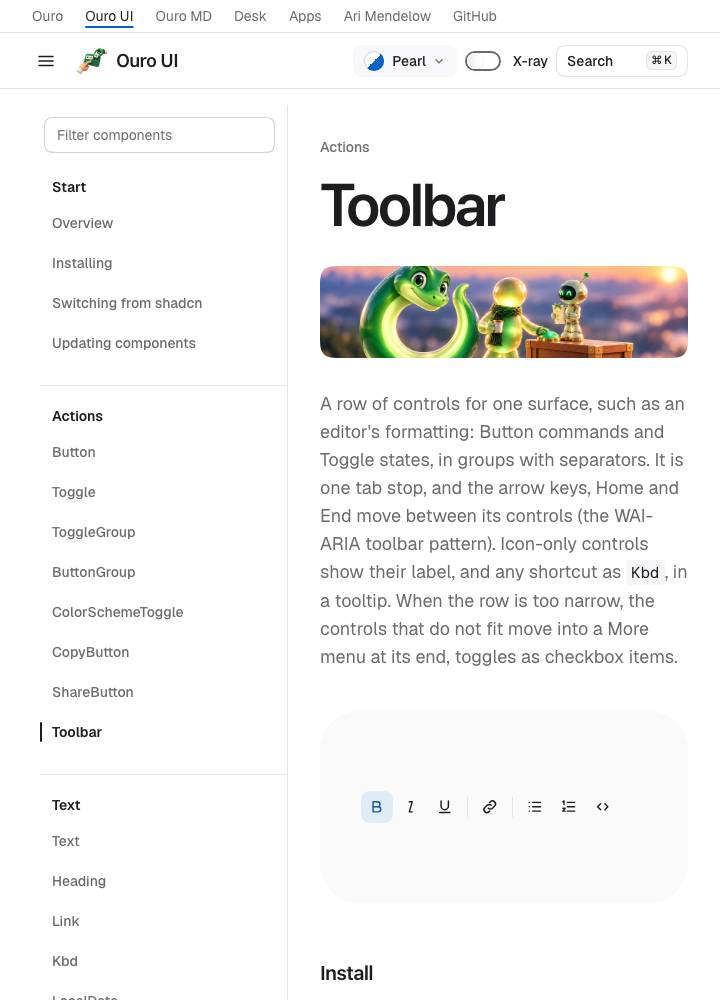 Ouro
Ouro UI
Ouro MD
Desk
Apps
Ari Mendelow
GitHub
Ouro UI
Pearl
X-ray
Search
⌘ K
Filter components
Start
Overview
Installing
Switching from shadcn
Updating components
Actions
Button
Toggle
ToggleGroup
ButtonGroup
ColorSchemeToggle
CopyButton
ShareButton
Toolbar
Text
Text
Heading
Link
Kbd
Actions
Toolbar
A row of controls for one surface, such as an
editor's formatting: Button commands and
Toggle states, in groups with separators. It is
one tab stop, and the arrow keys, Home and
End move between its controls (the WAI-
ARIA toolbar pattern). Icon-only controls
show their label, and any shortcut as Kbd, in
a tooltip. When the row is too narrow, the
controls that do not fit move into a More
menu at its end, toggles as checkbox items.
B I U
Install